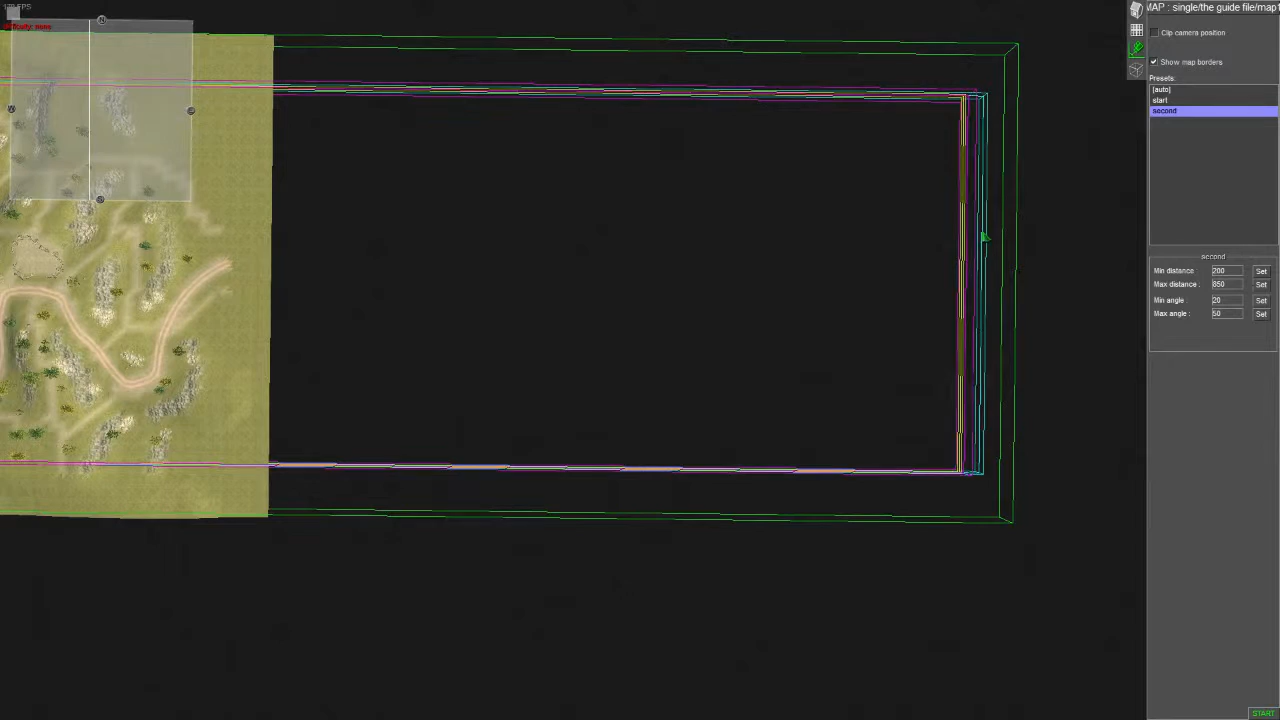 MAP : single/the guide file/map
Clip camera position
Show map borders
Presets:
[auto]
start
second
second
Min distance 200 Set
Max distance : 850 Set
Min angle : 20 Set
Max angle : 50 Set
START